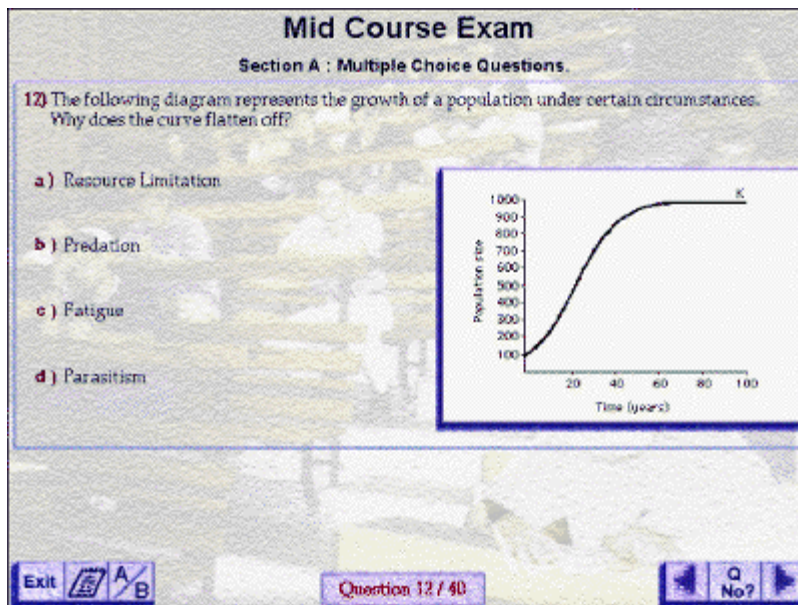 Mid Course Exam
Section A : Multiple Choice Questions.
12) The following diagram represents the growth of a population under certain circumstances.
Why does the curve flatten off?
a ) Resource Limitation
b ) Predation
c ) Fatigue
d ) Parasitism
K
1000
900
800
700
600
500
400
300
200
100
Population size
20 40 60 80 100
Time (years)
Exit A/B Question 12 / 40 Q
No?